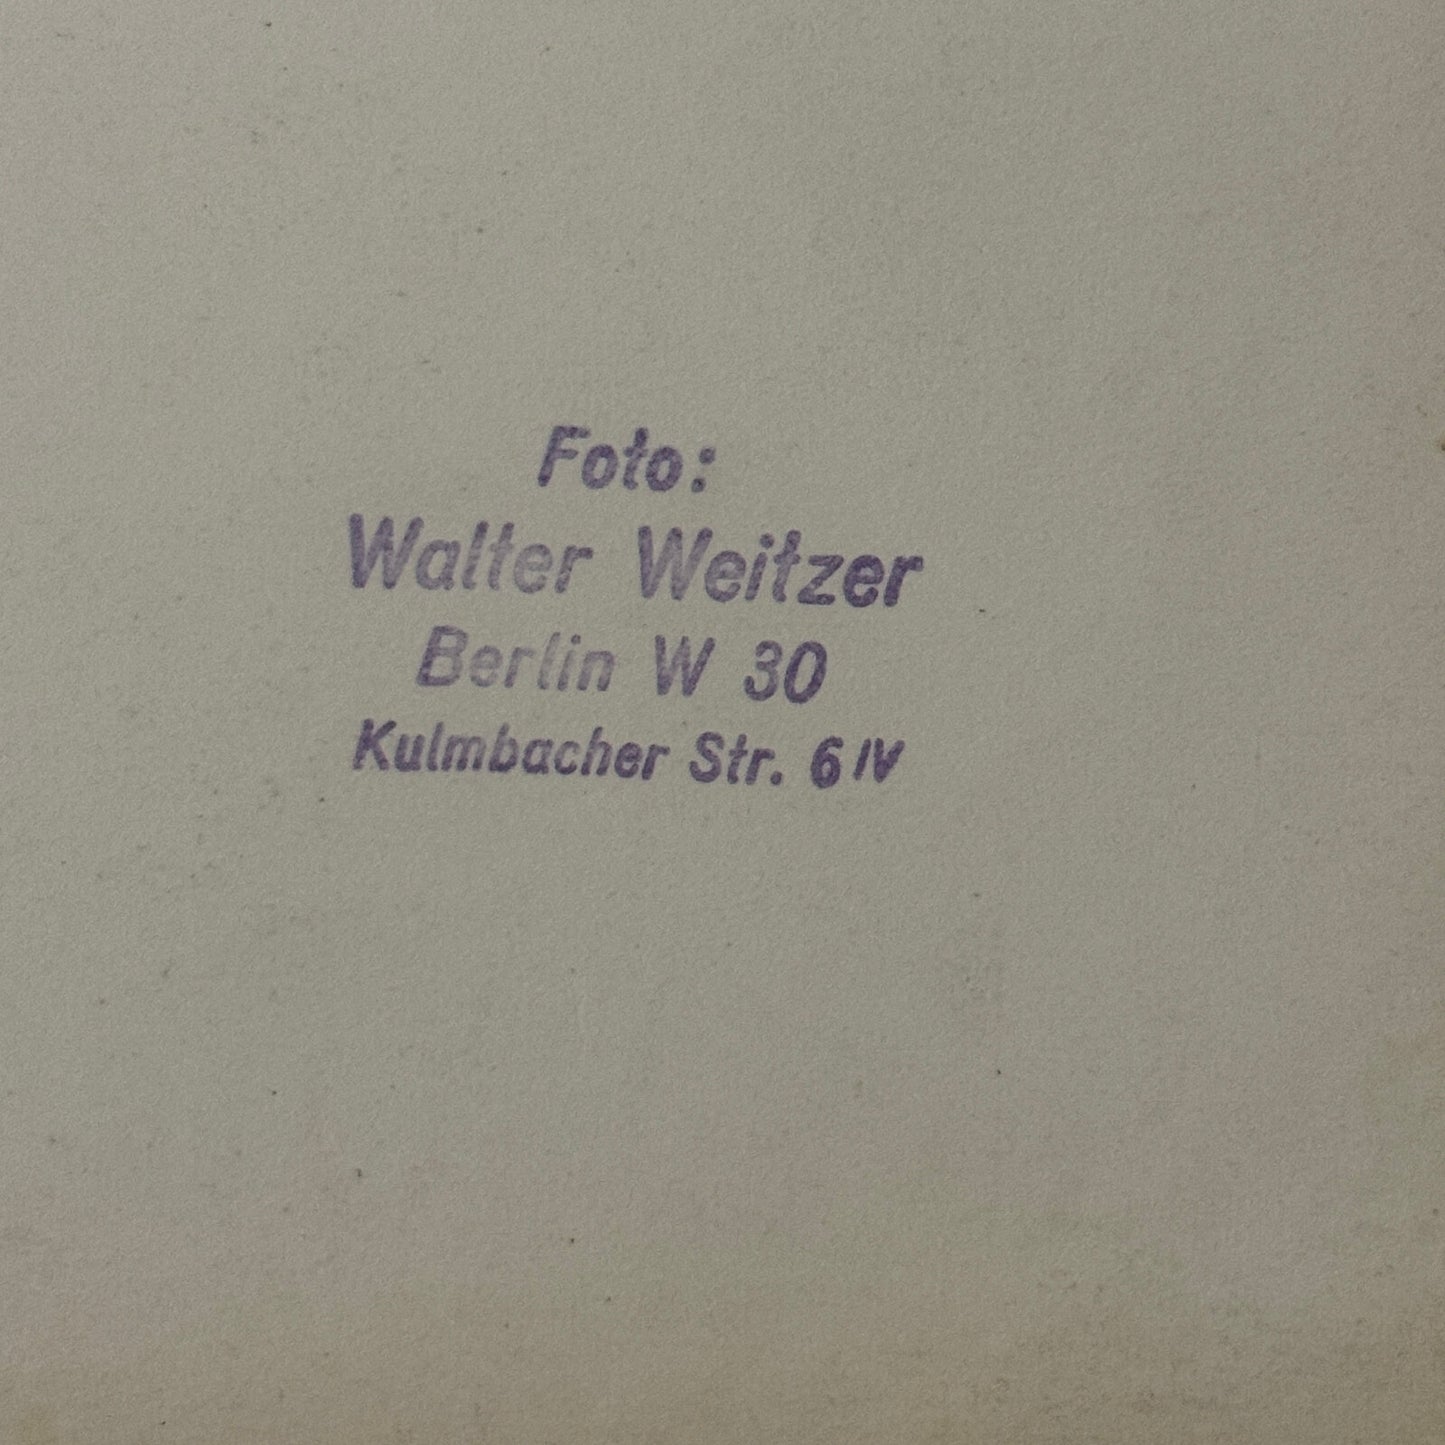 Foto:
Walter Weitzer
Berlin W 30
Kulmbacher Str. 6 IV